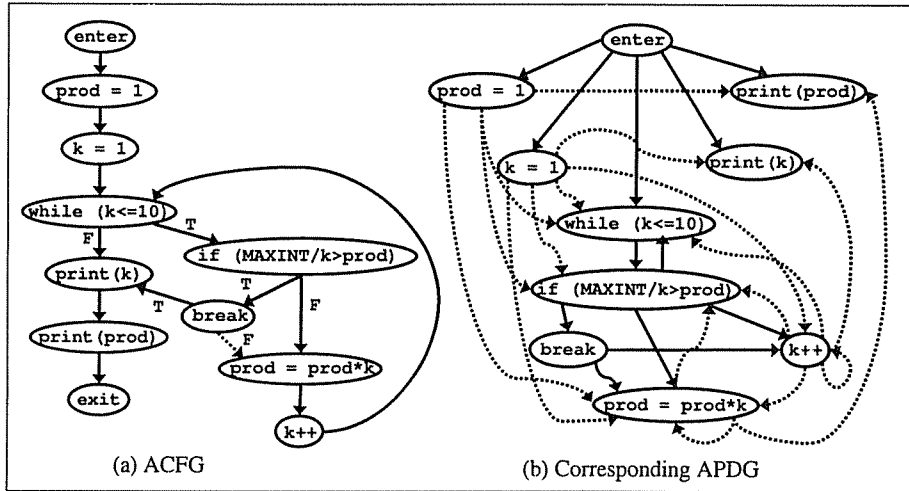 enter
prod = 1
k = 1
while (k<=10)
F
T
if (MAXINT/k>prod)
print(k)
T
T
F
break
F
print(prod)
prod = prod*k
exit
k++
(a) ACFG
enter
prod = 1
print(prod)
k = 1
print(k)
while (k<=10)
if (MAXINT/k>prod)
break
k++
prod = prod*k
(b) Corresponding APDG